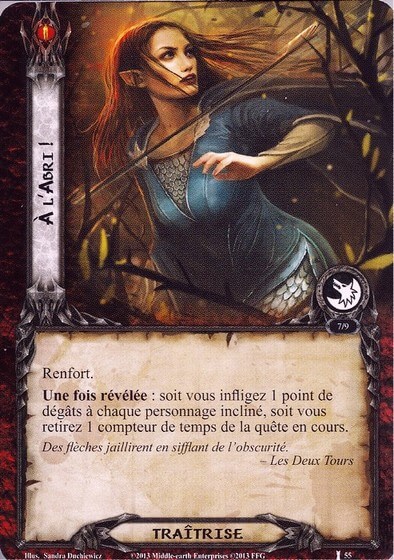 À L'ABRI !
7/9
Renfort.
Une fois révélée : soit vous infligez 1 point de
dégâts à chaque personnage incliné, soit vous
retirez 1 compteur de temps de la quête en cours.
Des flèches jaillirent en sifflant de l'obscurité.
– Les Deux Tours
TRAÎTRISE
Illus. Sandra Duchiewicz ©2013 Middle-earth Enterprises ©2013 FFG 55